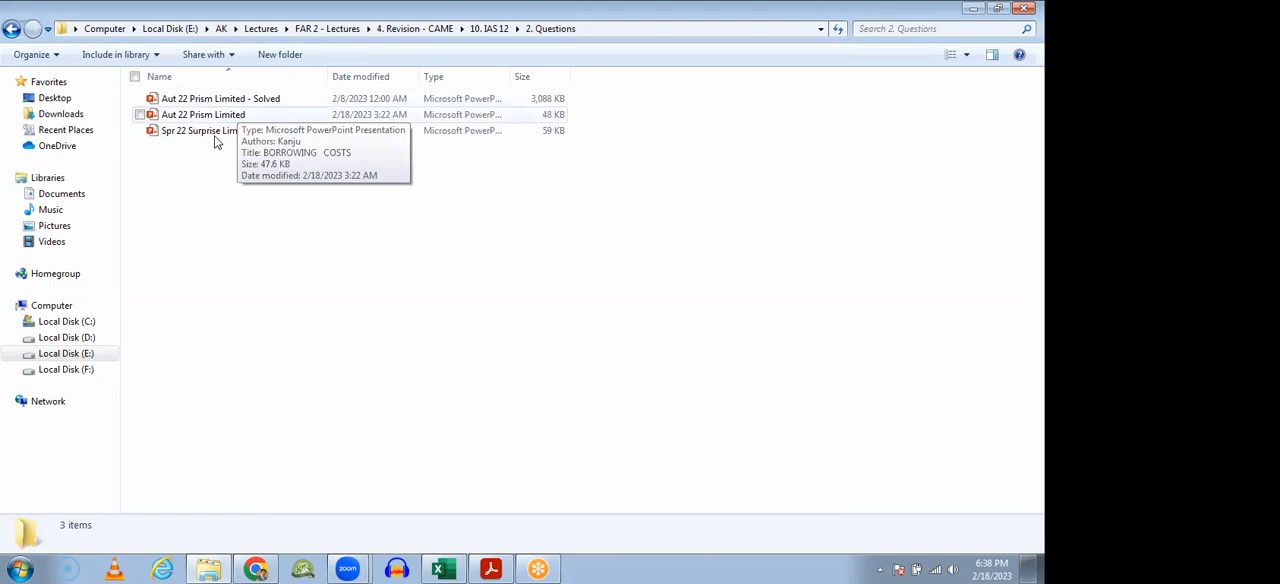 Computer Local Disk (E:) AK Lectures FAR 2 - Lectures 4. Revision - CAME 10. IAS 12 2. Questions
Search 2. Questions
Organize Include in library Share with New folder
Favorites
Desktop
Downloads
Recent Places
OneDrive
Libraries
Documents
Music
Pictures
Videos
Homegroup
Computer
Local Disk (C:)
Local Disk (D:)
Local Disk (E:)
Local Disk (F:)
Network
Name Date modified Type Size
Aut 22 Prism Limited - Solved 2/8/2023 12:00 AM Microsoft PowerP... 3,088 KB
Aut 22 Prism Limited 2/18/2023 3:22 AM Microsoft PowerP... 48 KB
Spr 22 Surprise Lim Microsoft PowerP... 59 KB
Type: Microsoft PowerPoint Presentation
Authors: Kanju
Title: BORROWING COSTS
Size: 47.6 KB
Date modified: 2/18/2023 3:22 AM
3 items
zoom
6:38 PM
2/18/2023